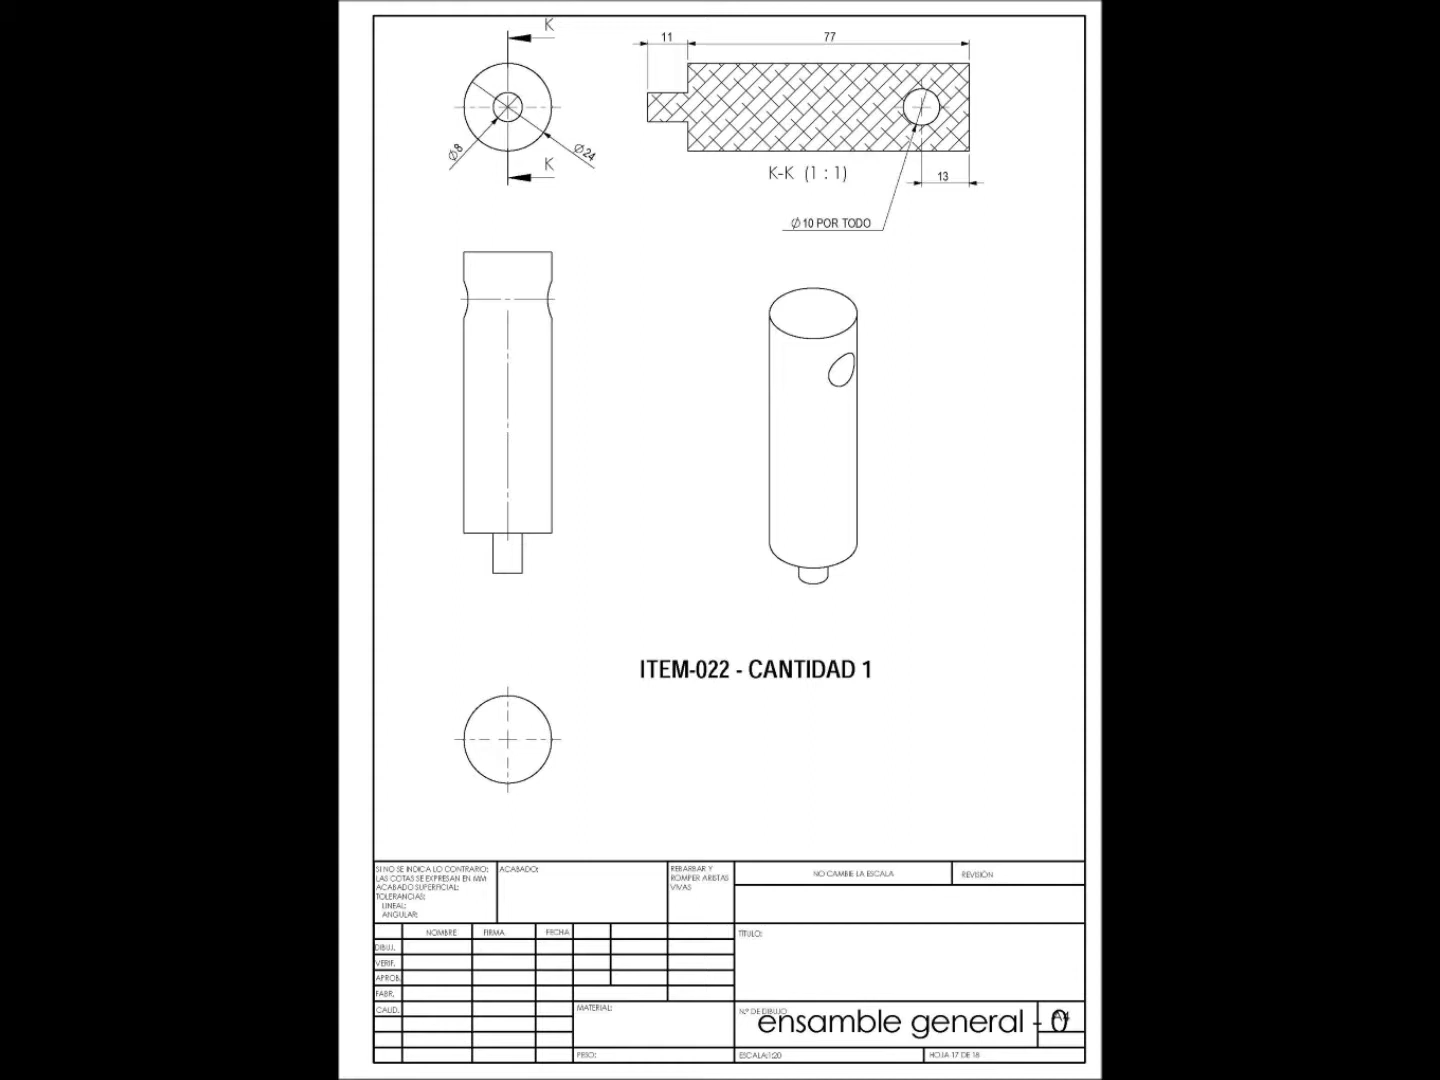 K
11
77
Ø8
Ø24
K
K-K (1 : 1)
13
Ø10 POR TODO
ITEM-022 - CANTIDAD 1
SI NO SE INDICA LO CONTRARIO:
LAS COTAS SE EXPRESAN EN MM
ACABADO SUPERFICIAL:
TOLERANCIAS:
LINEAL:
ANGULAR:
ACABADO:
REBARBAR Y
ROMPER ARISTAS
VIVAS
NO CAMBIE LA ESCALA
REVISIÓN
NOMBRE
FIRMA
FECHA
TÍTULO:
DIBUJ.
VERIF.
APROB.
FABR.
CALID.
MATERIAL:
N.º DE DIBUJO
ensamble general - 0
A4
PESO:
ESCALA:1:20
HOJA 17 DE 18